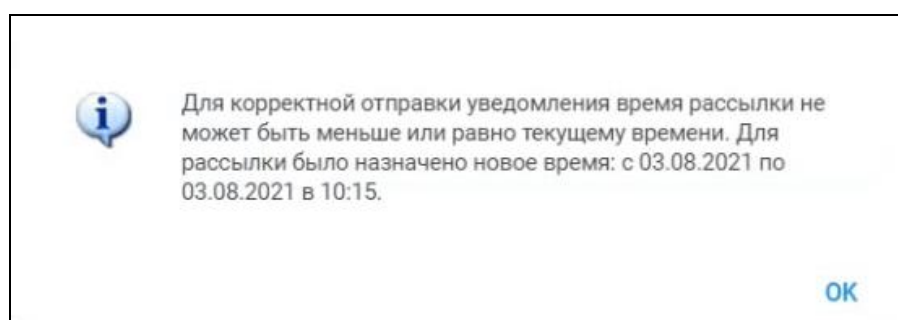 Для корректной отправки уведомления время рассылки не
может быть меньше или равно текущему времени. Для
рассылки было назначено новое время: с 03.08.2021 по
03.08.2021 в 10:15.
OK